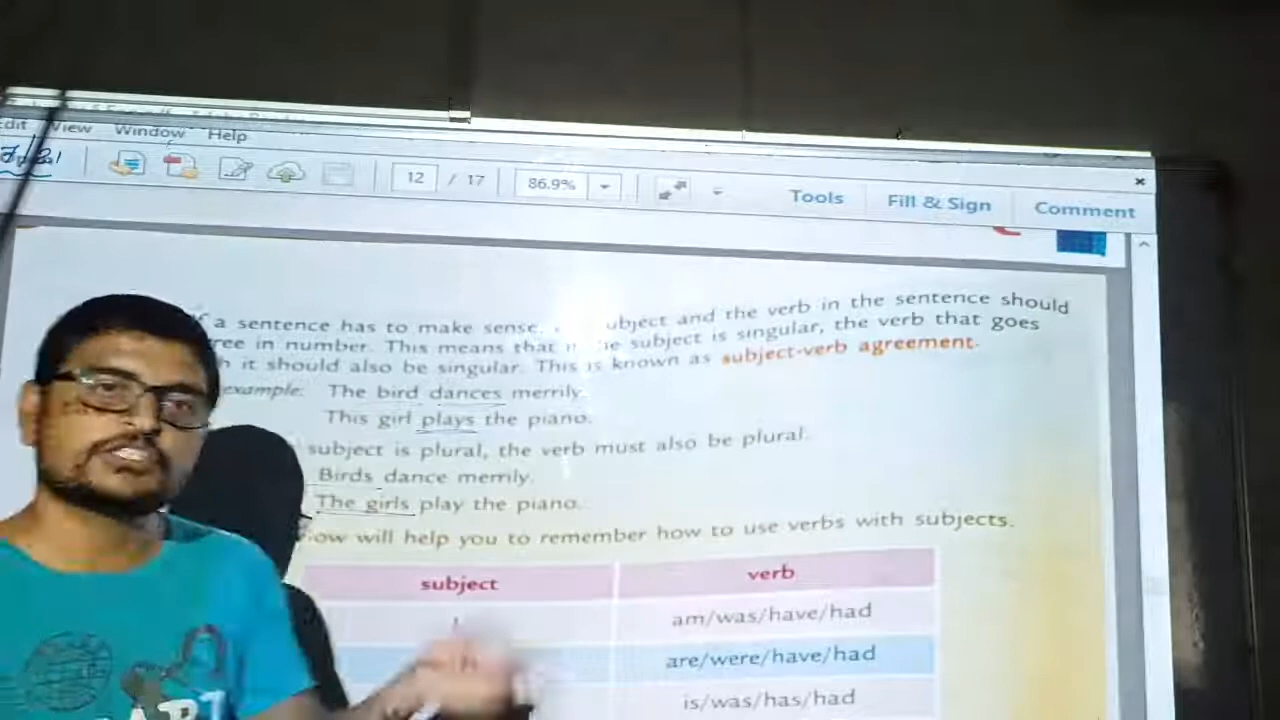 Edit View Window Help
12 / 17 86.9% Tools Fill & Sign Comment
a sentence has to make sense, and the verb in the sentence should
in number. This means that subject is singular, the verb that goes
it should also be singular. This is known as subject-verb agreement.
example: The bird dances merrily.
This girl plays the piano.
subject is plural, the verb must also be plural.
Birds dance merrily.
The girls play the piano.
will help you to remember how to use verbs with subjects.
subject verb
I am/was/have/had
are/were/have/had
is/was/has/had